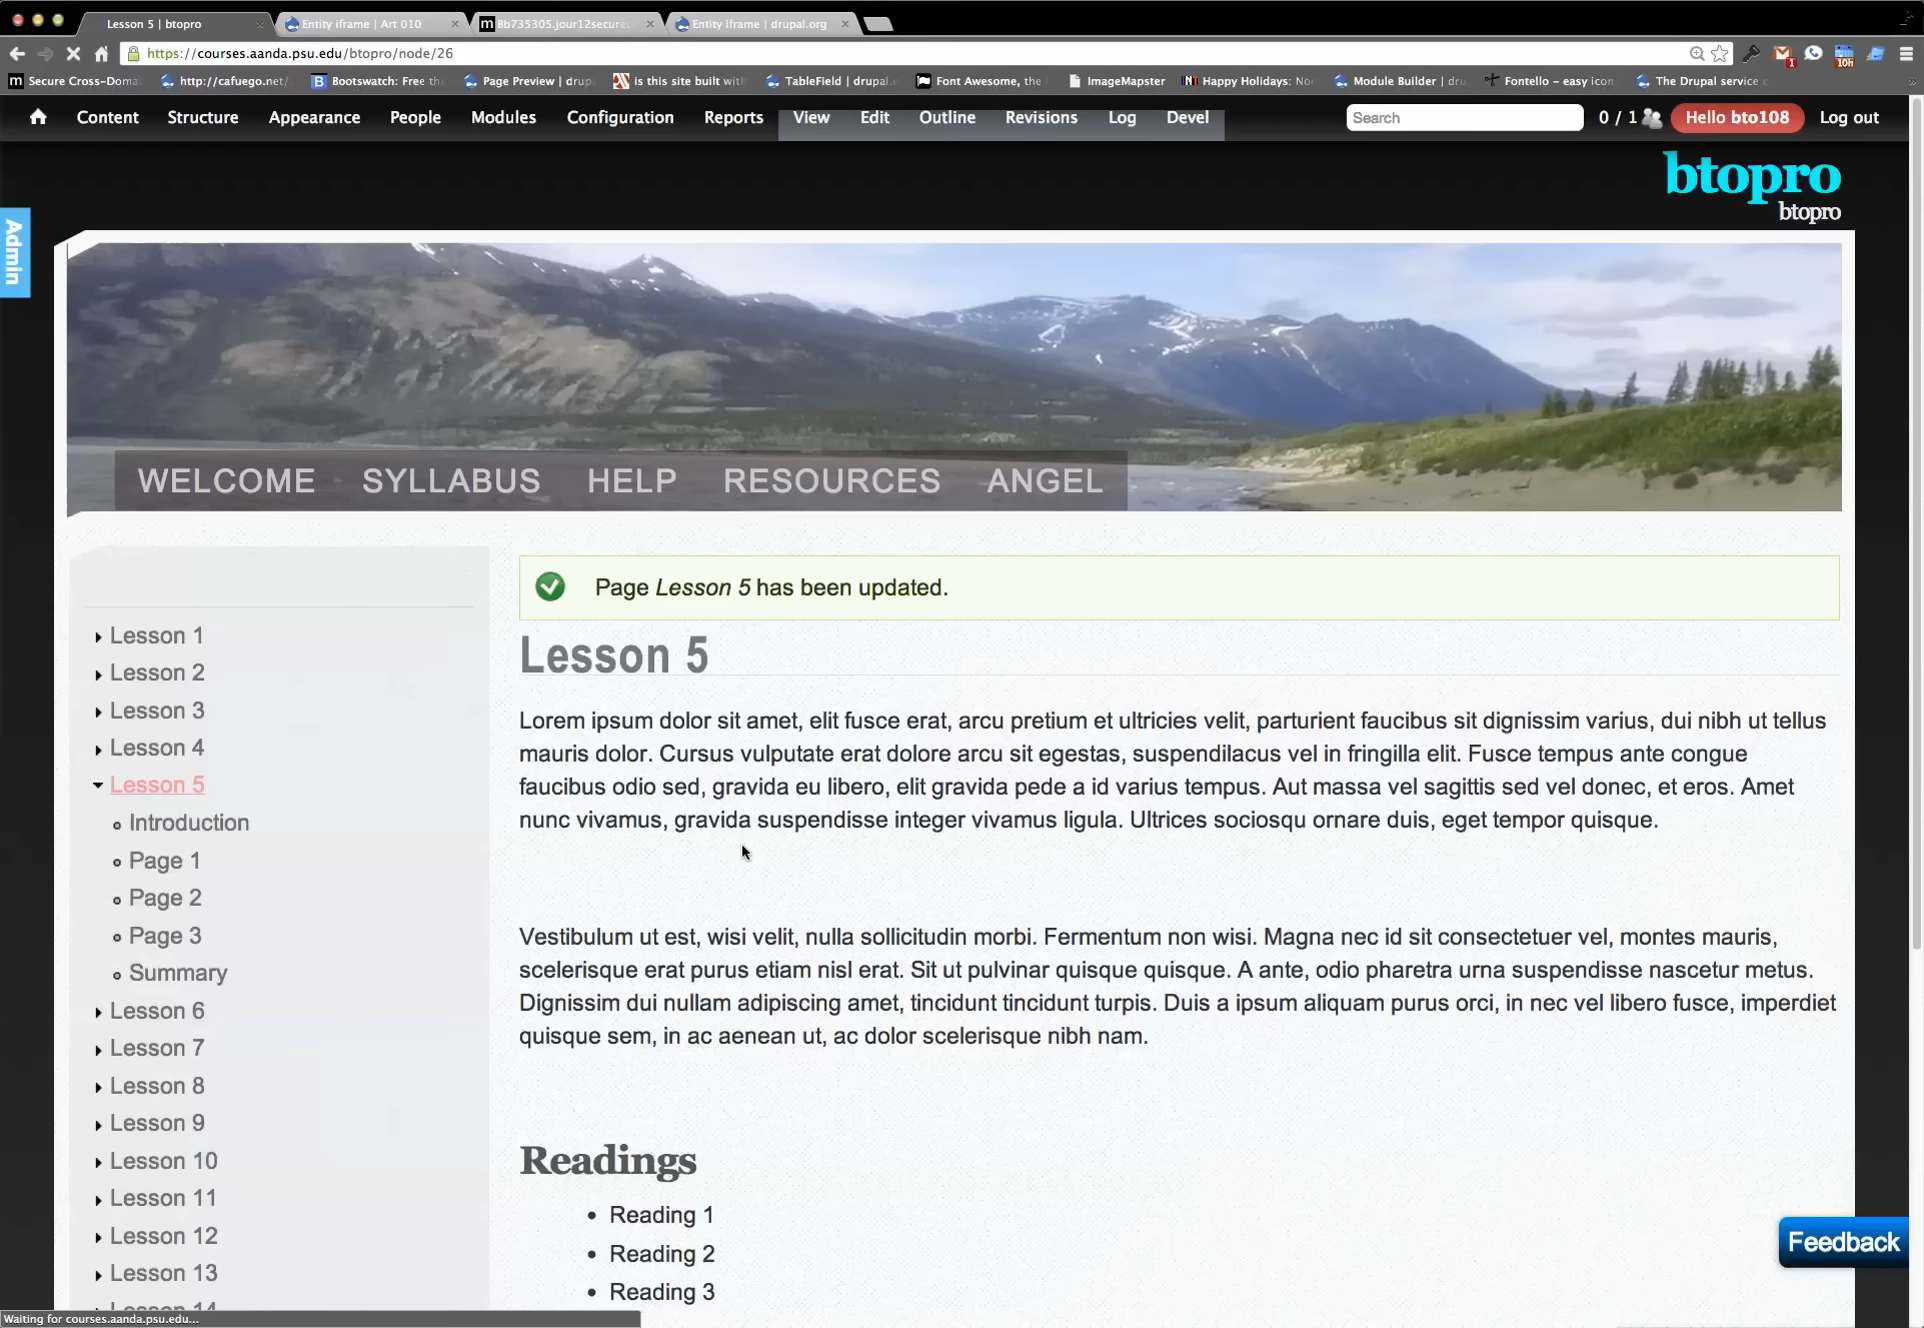 Lesson 5 | btopro
Entity iframe | Art 010
Bb735305.jour12secure
Entity iframe | drupal.org
https://courses.aanda.psu.edu/btopro/node/26
1
10h
Secure Cross-Doma
http://cafuego.net/
Bootswatch: Free th
Page Preview | drup
is this site built with
TableField | drupal.
Font Awesome, the
ImageMapster
Happy Holidays: No
Module Builder | dru
Fontello – easy icon
The Drupal service
Content Structure Appearance People Modules Configuration Reports View Edit Outline Revisions Log Devel
Search
0 / 1
Hello bto108
Log out
btopro
btopro
Admin
WELCOME SYLLABUS HELP RESOURCES ANGEL
Lesson 1
Lesson 2
Lesson 3
Lesson 4
Lesson 5
Introduction
Page 1
Page 2
Page 3
Summary
Lesson 6
Lesson 7
Lesson 8
Lesson 9
Lesson 10
Lesson 11
Lesson 12
Lesson 13
Lesson 14
Page Lesson 5 has been updated.
Lesson 5
Lorem ipsum dolor sit amet, elit fusce erat, arcu pretium et ultricies velit, parturient faucibus sit dignissim varius, dui nibh ut tellus
mauris dolor. Cursus vulputate erat dolore arcu sit egestas, suspendilacus vel in fringilla elit. Fusce tempus ante congue
faucibus odio sed, gravida eu libero, elit gravida pede a id varius tempus. Aut massa vel sagittis sed vel donec, et eros. Amet
nunc vivamus, gravida suspendisse integer vivamus ligula. Ultrices sociosqu ornare duis, eget tempor quisque.
Vestibulum ut est, wisi velit, nulla sollicitudin morbi. Fermentum non wisi. Magna nec id sit consectetuer vel, montes mauris,
scelerisque erat purus etiam nisl erat. Sit ut pulvinar quisque quisque. A ante, odio pharetra urna suspendisse nascetur metus.
Dignissim dui nullam adipiscing amet, tincidunt tincidunt turpis. Duis a ipsum aliquam purus orci, in nec vel libero fusce, imperdiet
quisque sem, in ac aenean ut, ac dolor scelerisque nibh nam.
Readings
Reading 1
Reading 2
Reading 3
Feedback
Waiting for courses.aanda.psu.edu...